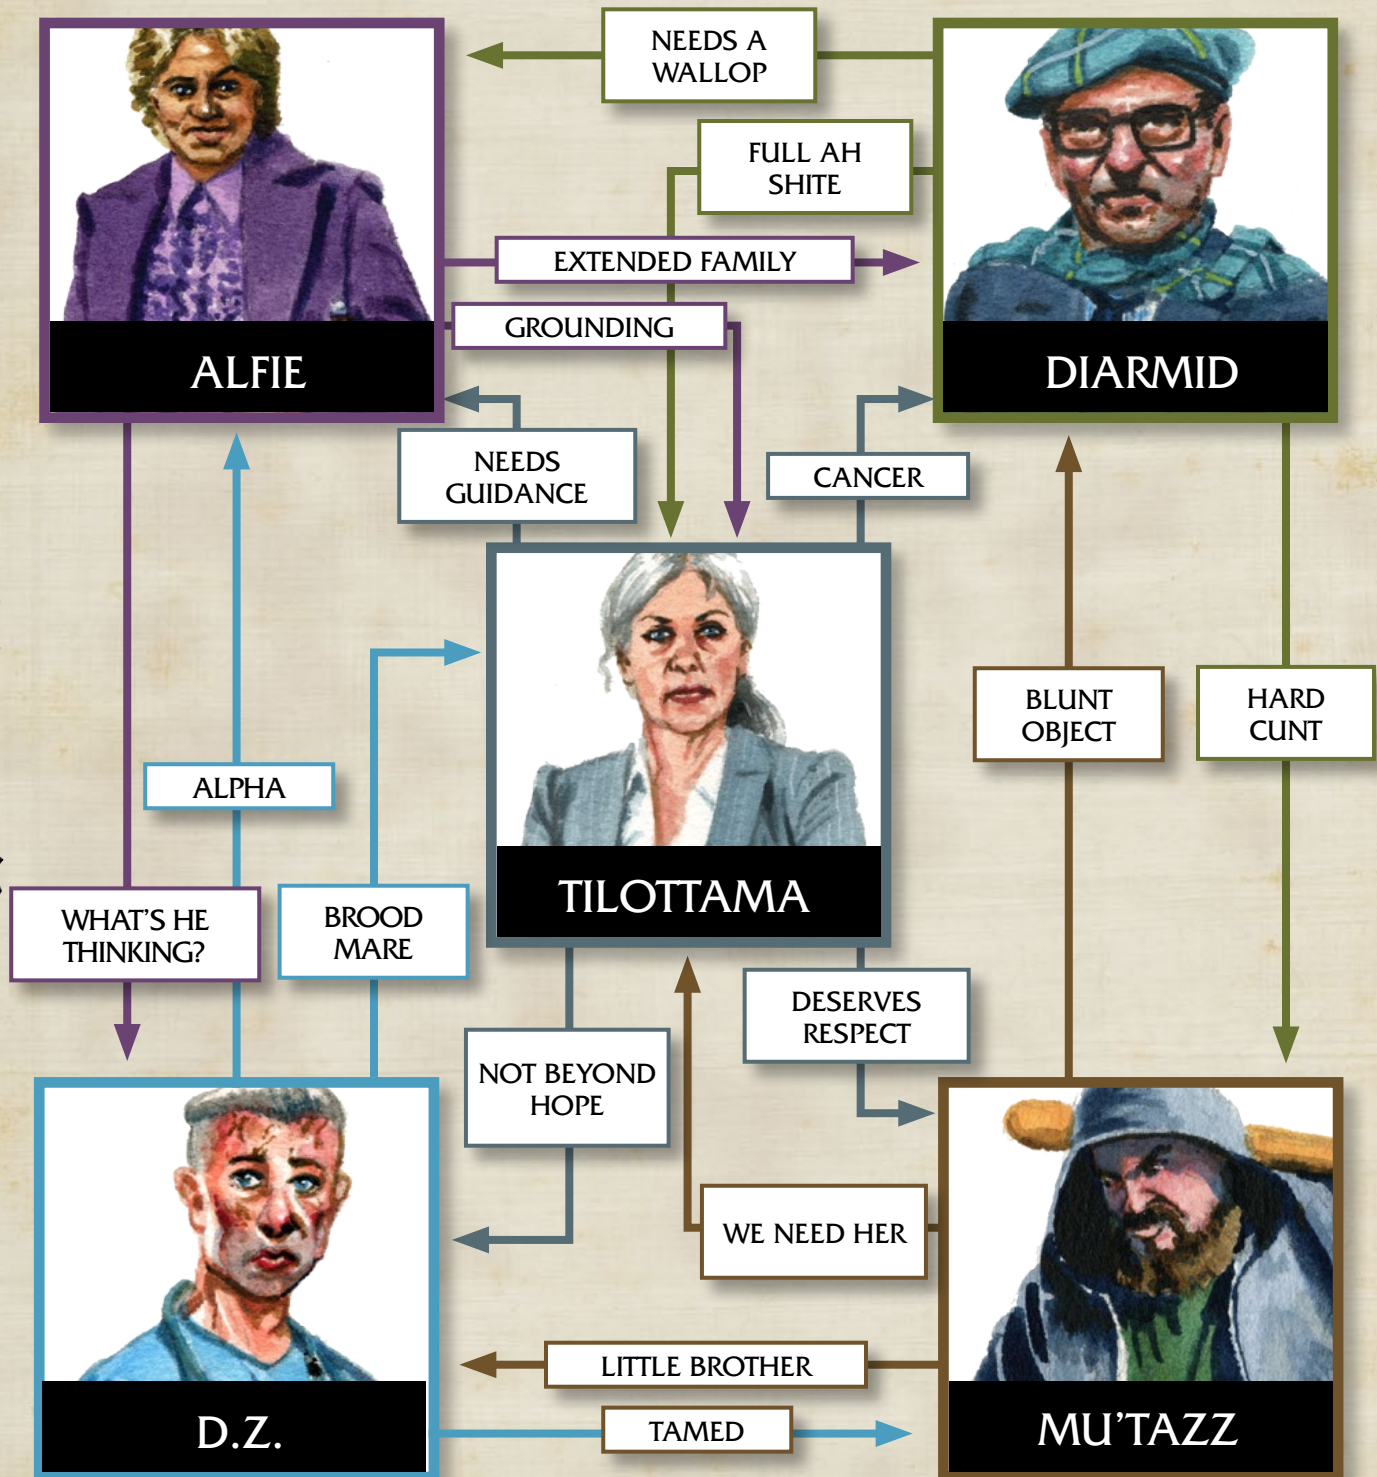 NEEDS A
WALLOP
FULL AH
SHITE
EXTENDED FAMILY
GROUNDING
ALFIE
DIARMID
NEEDS
GUIDANCE
CANCER
BLUNT
OBJECT
HARD
CUNT
ALPHA
TILOTTAMA
WHAT'S HE
THINKING?
BROOD
MARE
DESERVES
RESPECT
NOT BEYOND
HOPE
WE NEED HER
LITTLE BROTHER
TAMED
D.Z.
MU'TAZZ